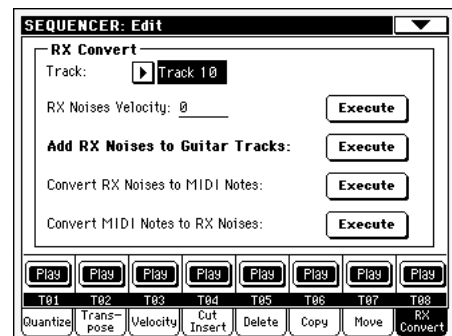 SEQUENCER: Edit
RX Convert
Track: Track 10
RX Noises Velocity: 0 Execute
Add RX Noises to Guitar Tracks: Execute
Convert RX Noises to MIDI Notes: Execute
Convert MIDI Notes to RX Noises: Execute
Play Play Play Play Play Play Play Play
T01 T02 T03 T04 T05 T06 T07 T08
Quantize Trans- Velocity Cut Delete Copy Move RX
pose Insert Convert